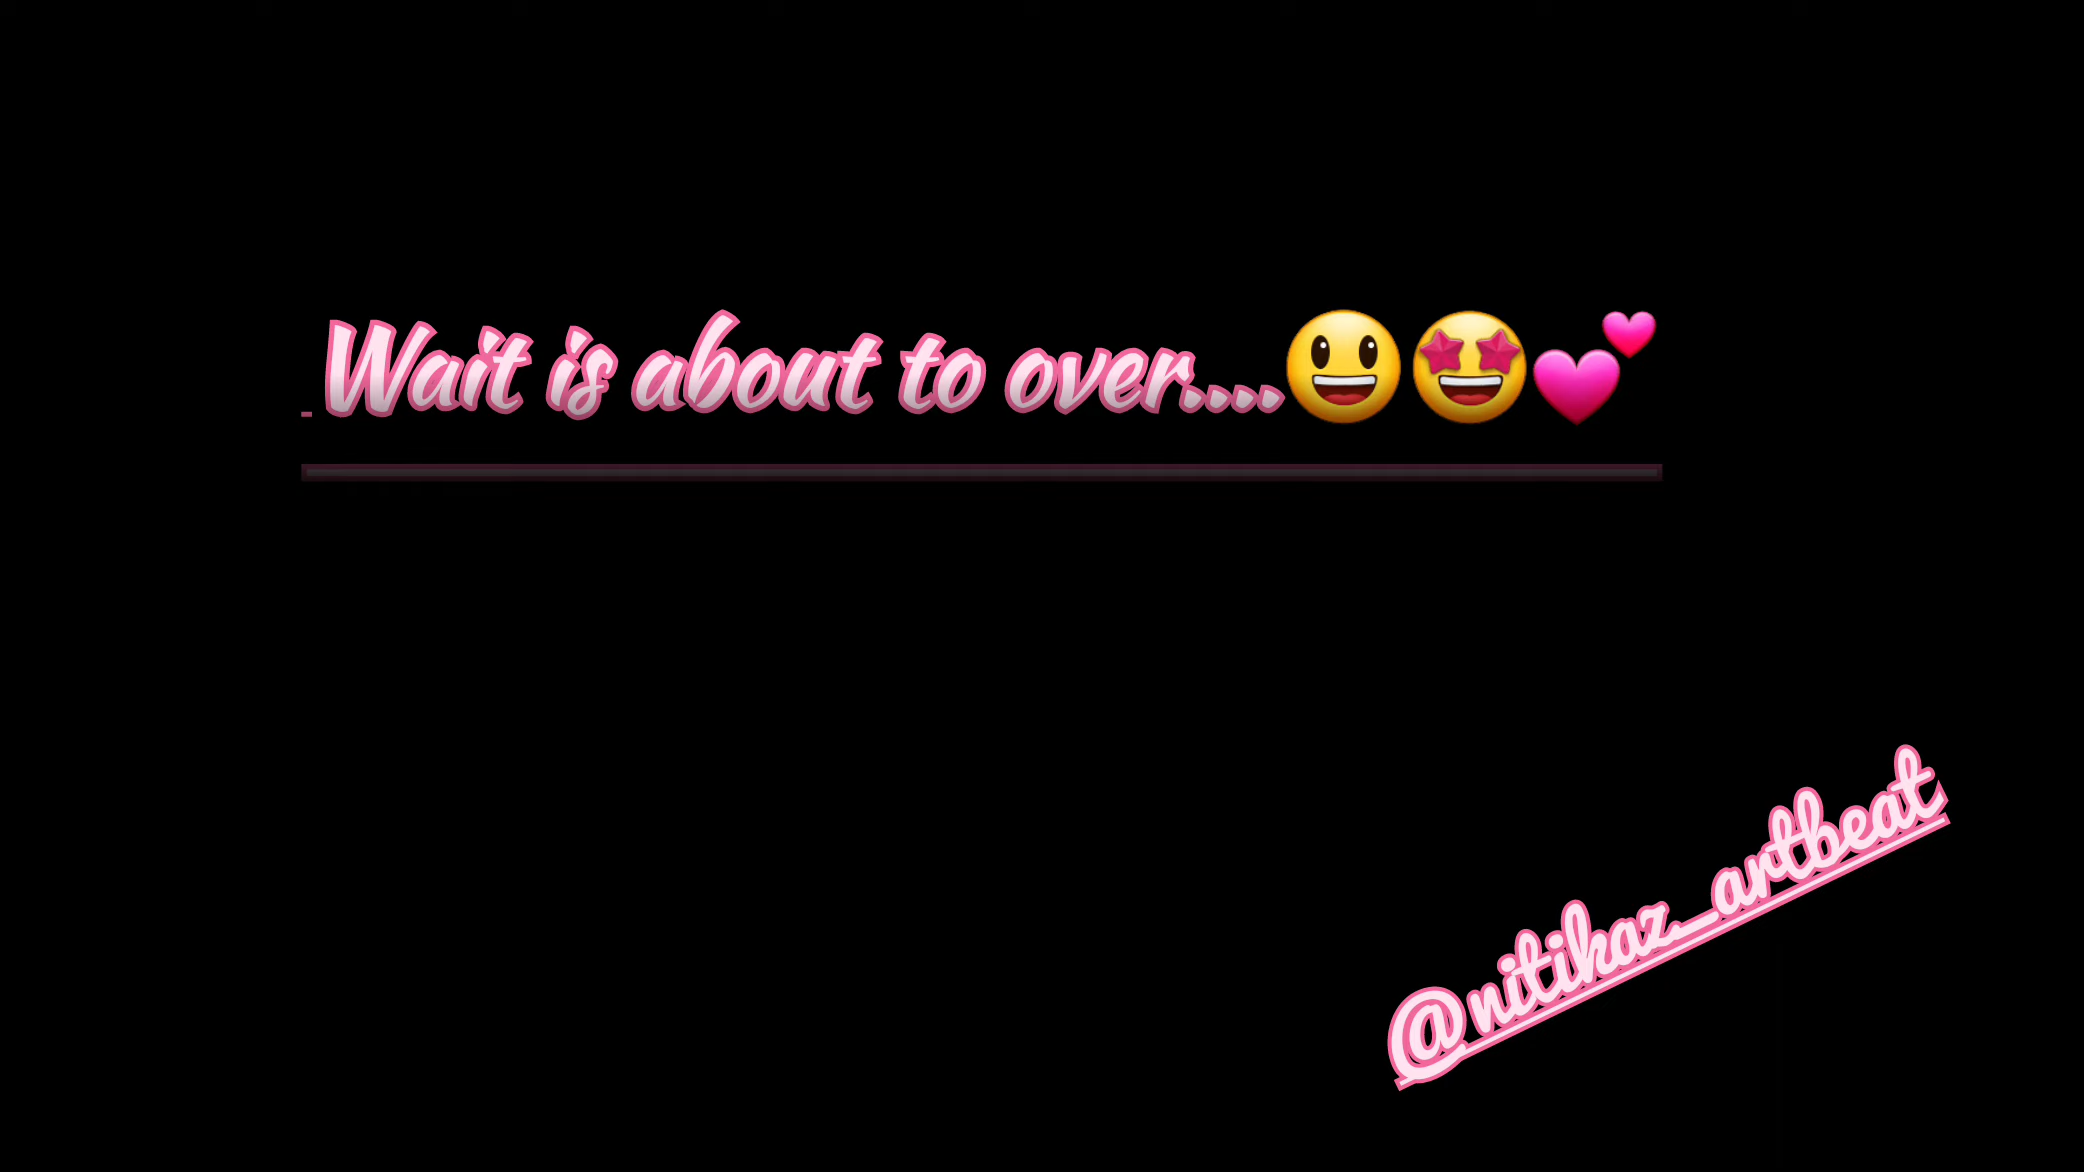 Wait is about to over....😃🤩💕
@nitikaz_artbeat